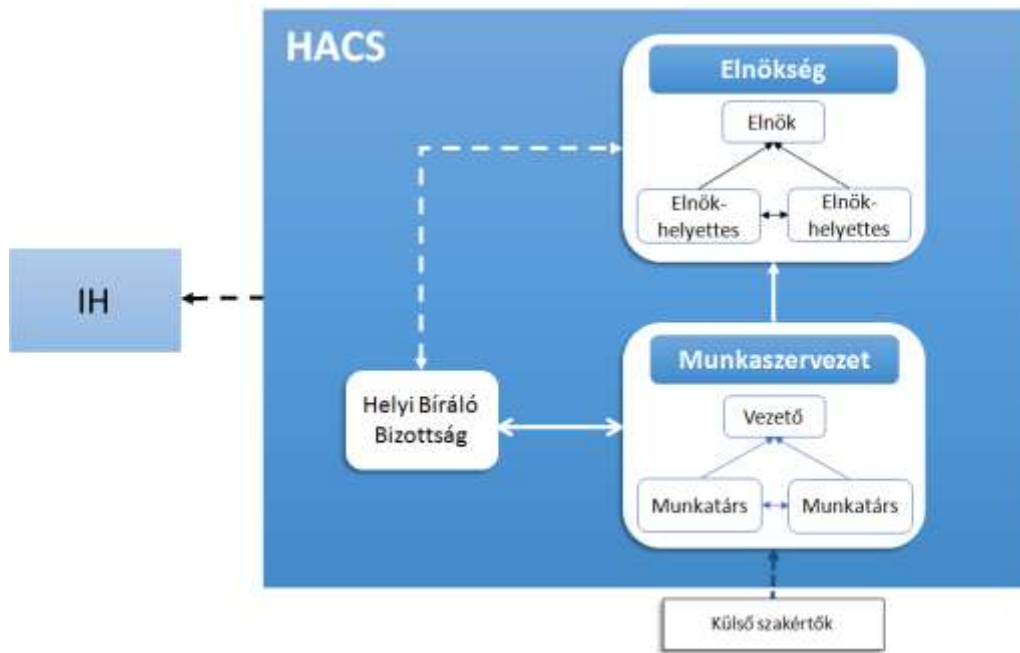 HACS
Elnökség
Elnök
Elnök-
helyettes
Elnök-
helyettes
IH
Helyi Bíráló
Bizottság
Munkaszervezet
Vezető
Munkatárs
Munkatárs
Külső szakértők